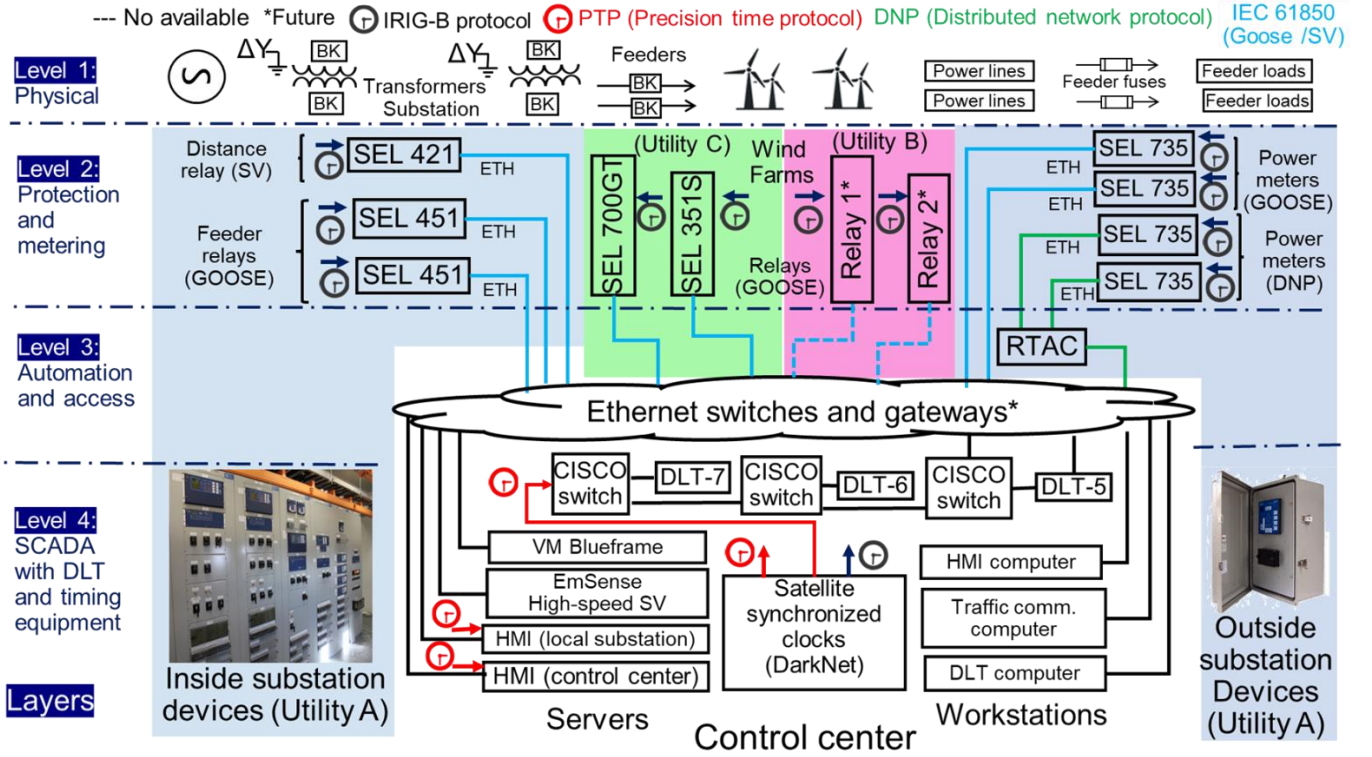 --- No available *Future IRIG-B protocol PTP (Precision time protocol) DNP (Distributed network protocol) IEC 61850
(Goose /SV)
Level 1:
Physical
ΔY
BK
BK
Transformers
Substation
ΔY
BK
BK
Feeders
BK
BK
Power lines
Power lines
Feeder fuses
Feeder loads
Feeder loads
Level 2:
Protection
and
metering
Distance
relay (SV)
SEL 421
ETH
Feeder
relays
(GOOSE)
SEL 451
ETH
SEL 451
ETH
(Utility C)
SEL 700GT
SEL 351S
Wind
Farms
Relays
(GOOSE)
(Utility B)
Relay 1*
Relay 2*
SEL 735
ETH
SEL 735
Power
meters
(GOOSE)
SEL 735
ETH
SEL 735
ETH
Power
meters
(DNP)
Level 3:
Automation
and access
RTAC
Ethernet switches and gateways*
Level 4:
SCADA
with DLT
and timing
equipment
CISCO
switch
DLT-7
CISCO
switch
DLT-6
CISCO
switch
DLT-5
VM Blueframe
EmSense
High-speed SV
HMI (local substation)
HMI (control center)
Satellite
synchronized
clocks
(DarkNet)
HMI computer
Traffic comm.
computer
DLT computer
Inside substation
devices (Utility A)
Outside
substation
Devices
(Utility A)
Layers
Servers
Control center
Workstations